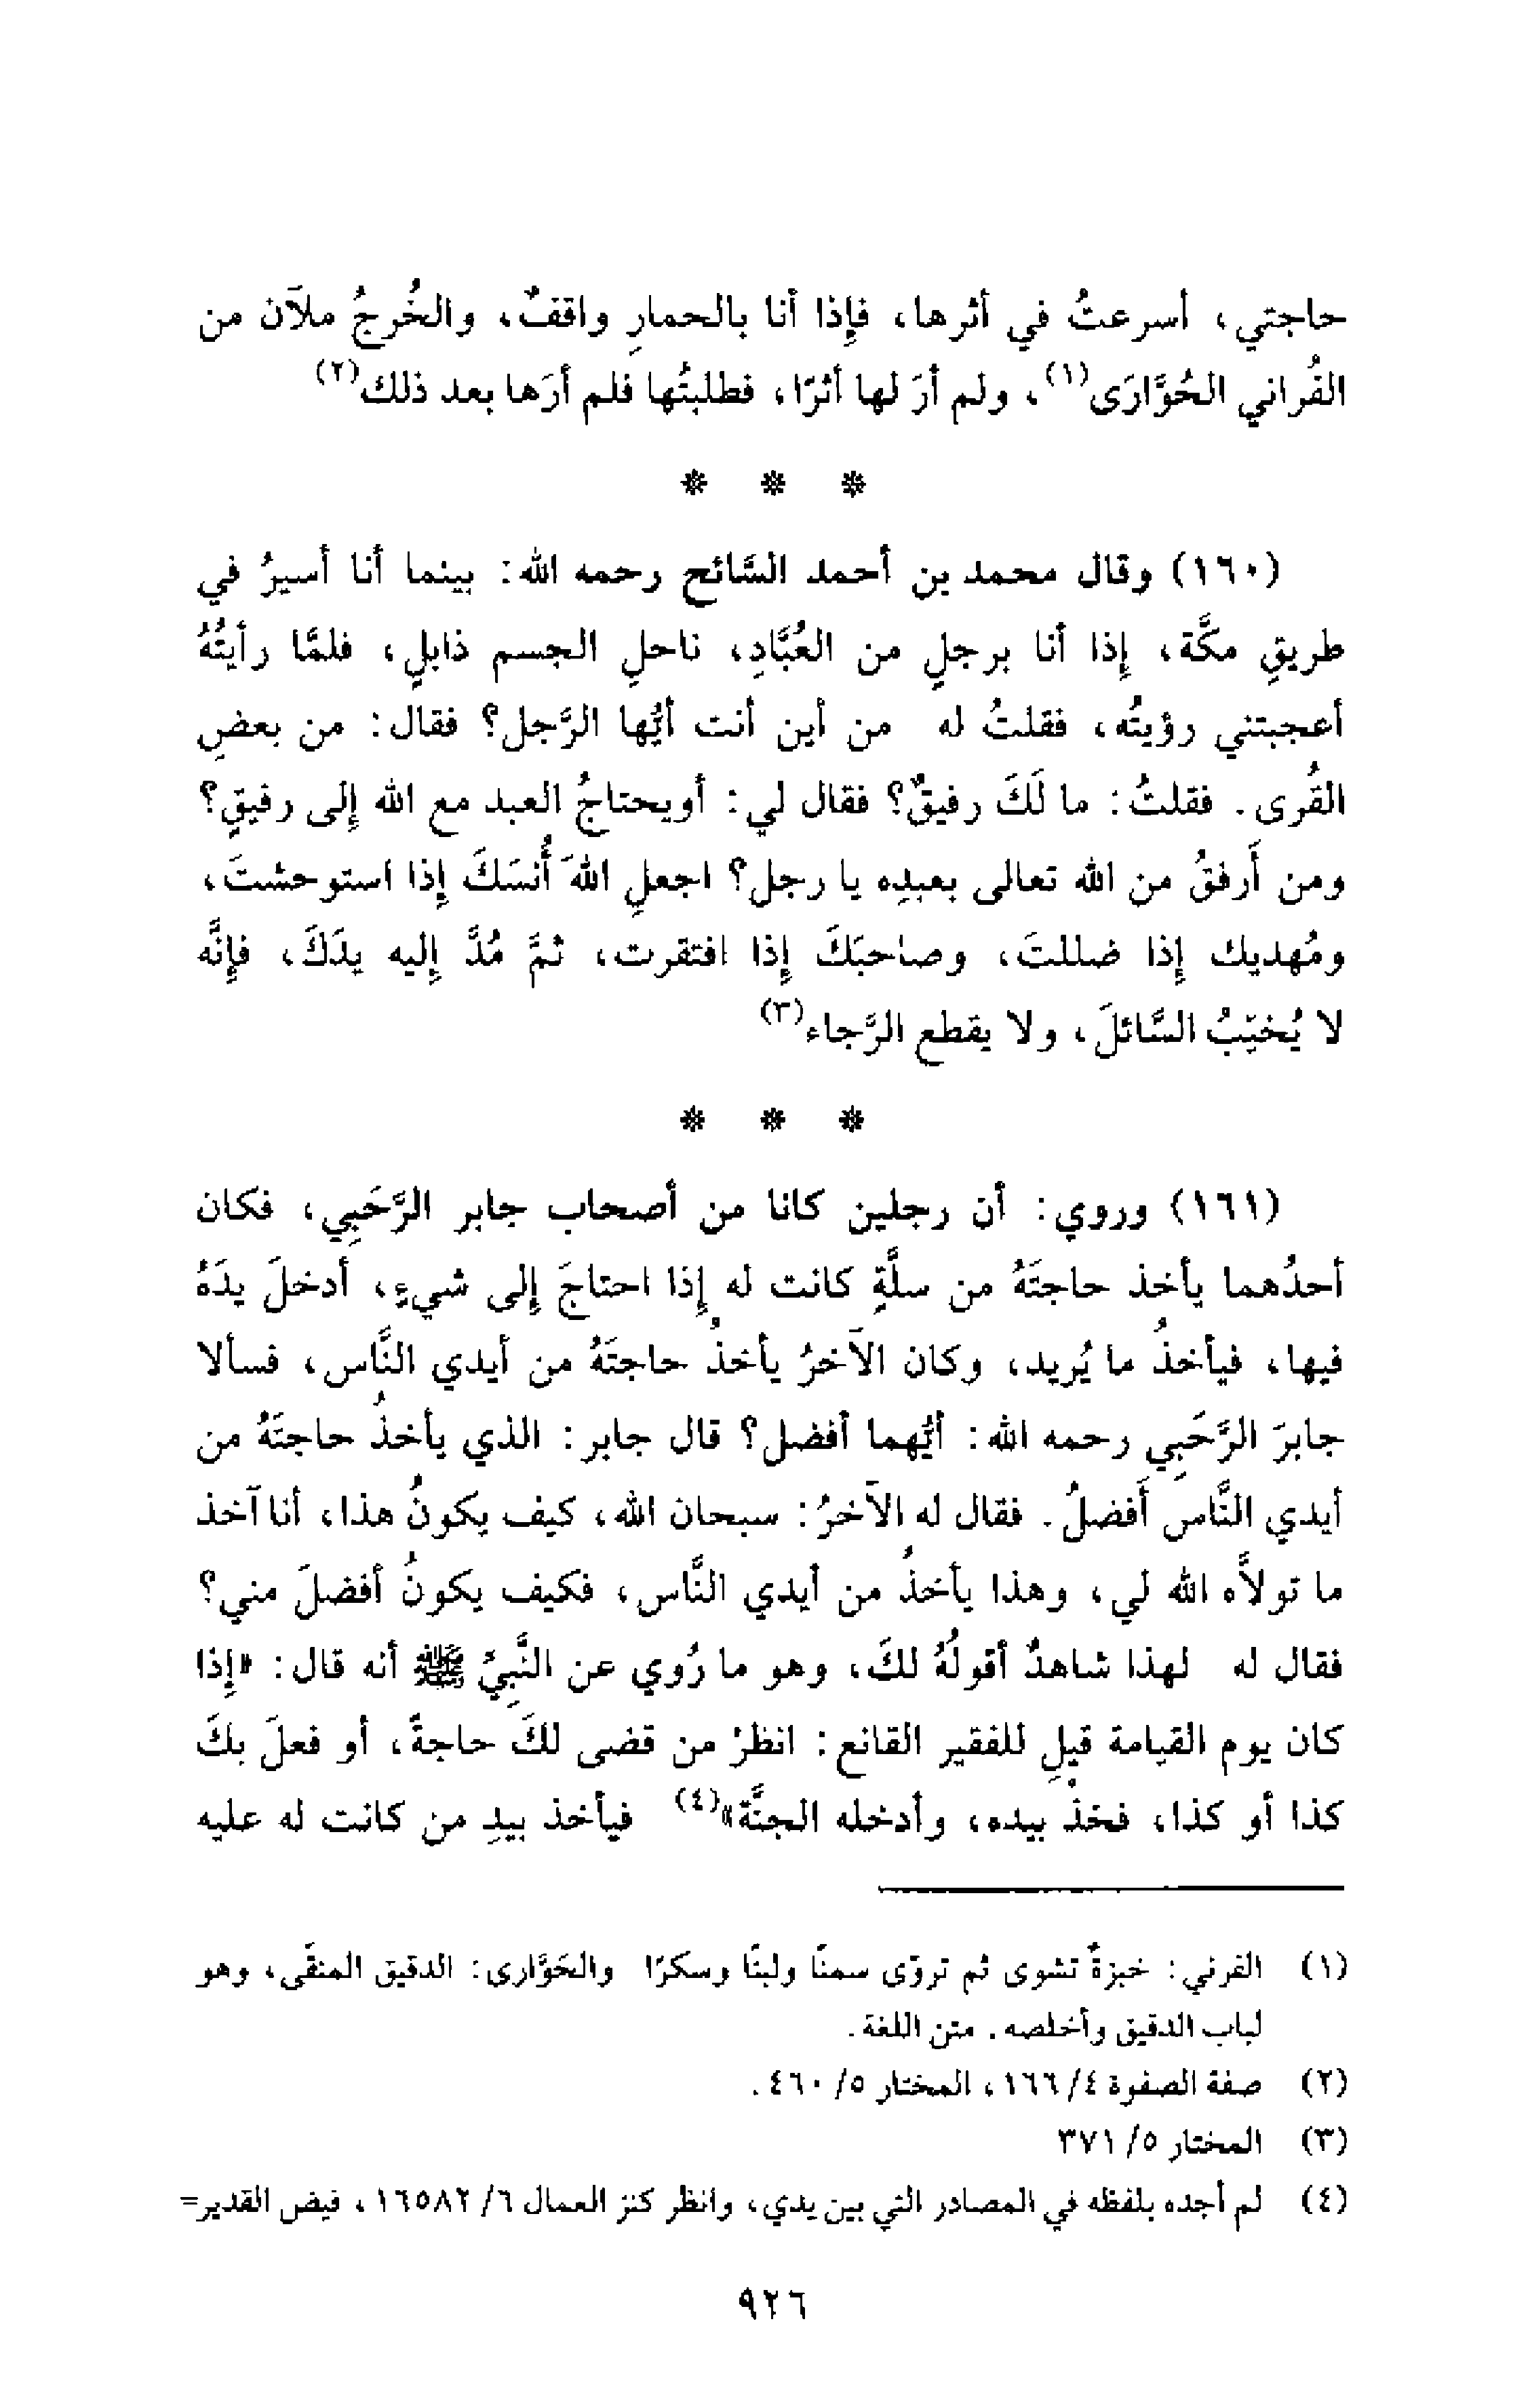 حاجتي، أسرعتُ في أثرها، فإذا أنا بالحمارِ واقفٌ، والخُرجُ ملآن من
القُراني الحُوَّارَى(١)، ولم أرَ لها أثرًا، فطلبتُها فلم أرَها بعد ذلك(٢)
* * *
(١٦٠) وقال محمد بن أحمد السَّائح رحمه الله: بينما أنا أسيرُ في
طريقِ مكَّة، إذا أنا برجلٍ من العُبَّادِ، ناحلِ الجسم ذابلٍ، فلمَّا رأيتُهُ
أعجبتني رؤيتُه، فقلتُ له من أين أنت أيُّها الرَّجل؟ فقال: من بعضِ
القُرى. فقلتُ: ما لَكَ رفيقٌ؟ فقال لي: أويحتاجُ العبد مع الله إلى رفيقٍ؟
ومن أَرفقُ من الله تعالى بعبدِه يا رجل؟ اجعلِ اللهَ أُنسَكَ إذا استوحشتَ،
ومُهديك إذا ضللتَ، وصاحبَكَ إذا افتقرت، ثمَّ مُدَّ إليه يدَكَ، فإنَّه
لا يُخيِّبُ السَّائلَ، ولا يقطع الرَّجاء(٣)
* * *
(١٦١) وروي: أن رجلين كانا من أصحاب جابر الرَّحَبِي، فكان
أحدُهما يأخذ حاجتَهُ من سلَّةٍ كانت له إذا احتاجَ إلى شيءٍ، أدخلَ يدَهُ
فيها، فيأخذُ ما يُريد، وكان الآخرُ يأخذُ حاجتَهُ من أيدي النَّاس، فسألا
جابرَ الرَّحَبِي رحمه الله: أيُّهما أفضل؟ قال جابر: الذي يأخذُ حاجتَهُ من
أيدي النَّاس أَفضلُ. فقال له الآخرُ: سبحان الله، كيف يكونُ هذا، أنا آخذ
ما تولاَّه الله لي، وهذا يأخذُ من أيدي النَّاس، فكيف يكونُ أفضلَ مني؟
فقال له لهذا شاهدٌ أقولُهُ لكَ، وهو ما رُوي عن النَّبِيِّ ﷺ أنه قال: «إذا
كان يوم القيامة قيلِ للفقير القانع: انظرْ من قضى لكَ حاجةً، أو فعلَ بكَ
كذا أو كذا، فخذْ بيده، وأدخله الجنَّة»(٤) فيأخذ بيدِ من كانت له عليه
(١) الفرني: خبزةٌ تشوى ثم تروّى سمنًا ولبنًا وسكرًا والحَوَّارى: الدقيق المنقَّى، وهو
لباب الدقيق وأخلصه. متن اللغة.
(٢) صفة الصفوة ٤/ ١٦٦، المختار ٥/ ٤٦٠.
(٣) المختار ٥/ ٣٧١
(٤) لم أجده بلفظه في المصادر التي بين يدي، وانظر كنز العمال ٦/ ١٦٥٨٢، فيض القدير=
٩٢٦